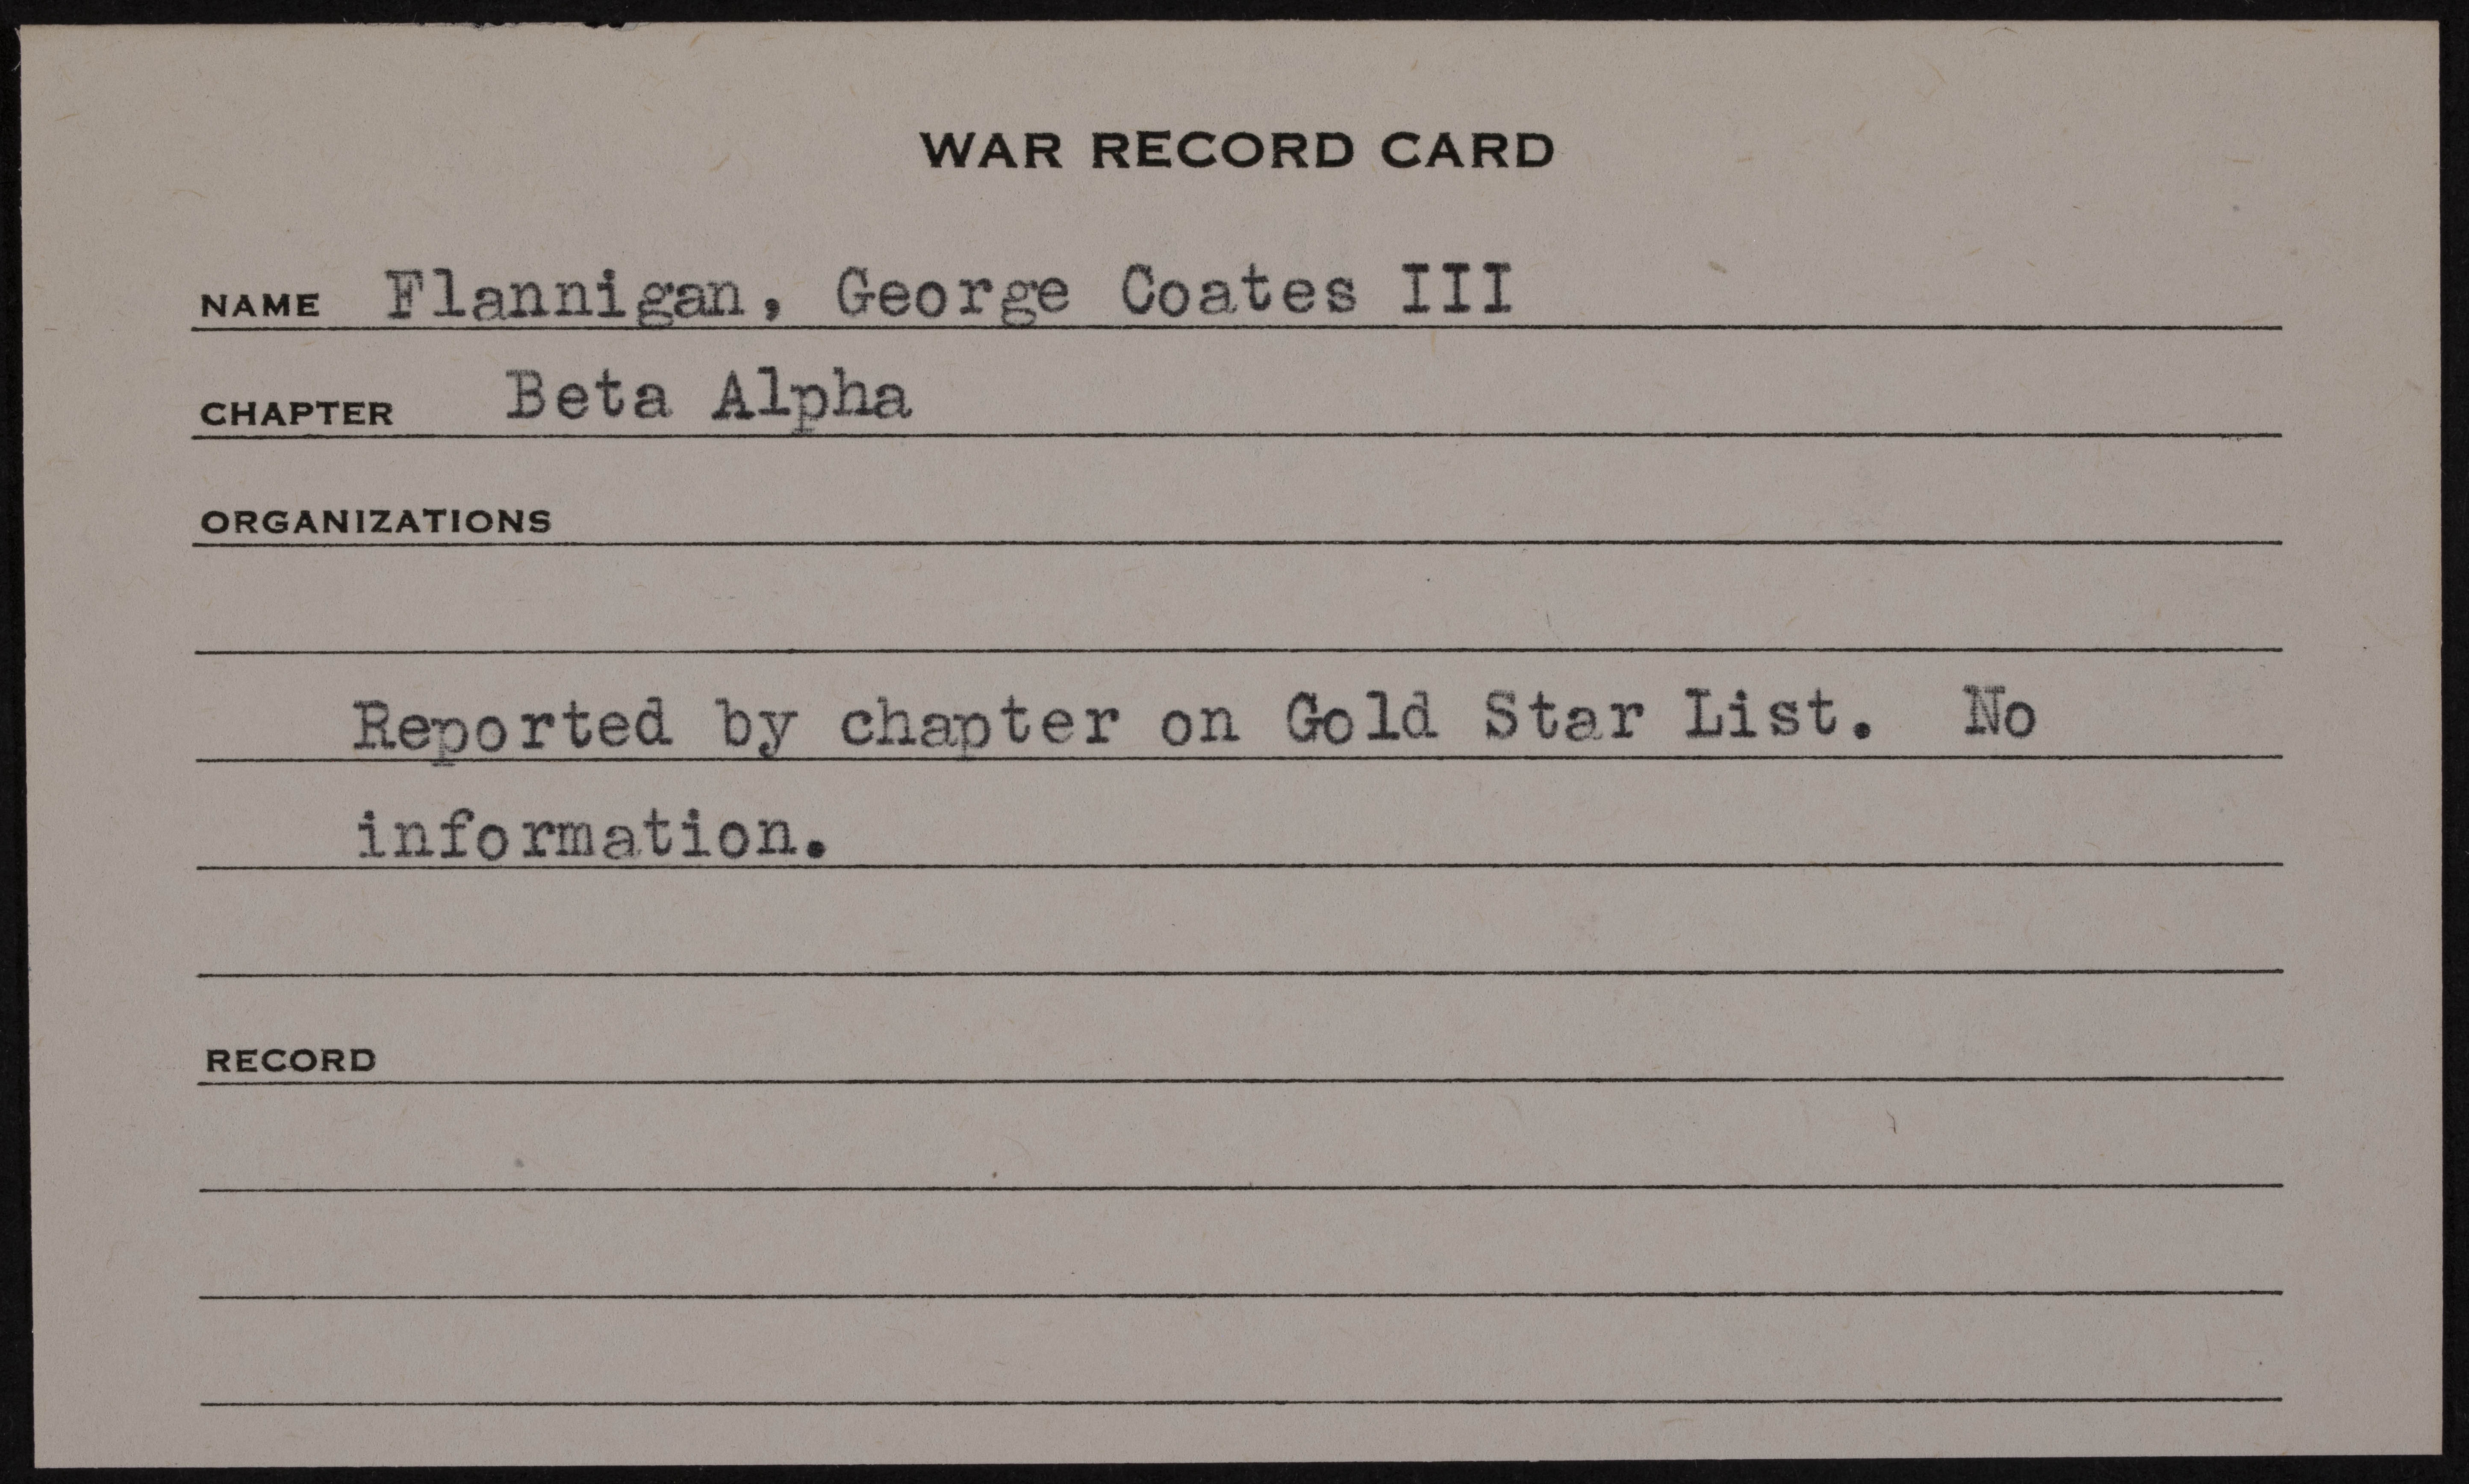 WAR RECORD CARD
NAME Flannigan, George Coates III
CHAPTER Beta Alpha
ORGANIZATIONS
Reported by chapter on Gold Star List. No
information.
RECORD